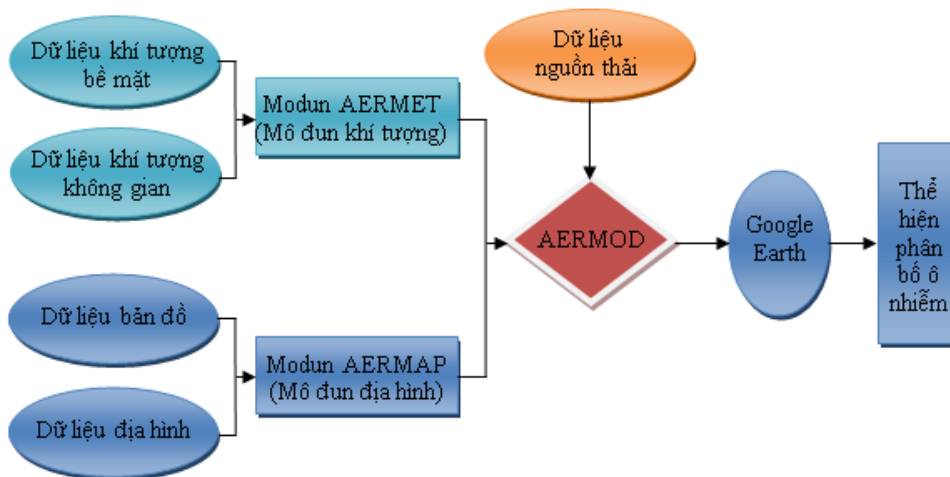 Dữ liệu khí tượng
bề mặt
Dữ liệu khí tượng
không gian
Modun AERMET
(Mô đun khí tượng)
Dữ liệu
nguồn thải
Dữ liệu bản đồ
Dữ liệu địa hình
Modun AERMAP
(Mô đun địa hình)
AERMOD
Google
Earth
Thể
hiện
phân
bố ô
nhiễm